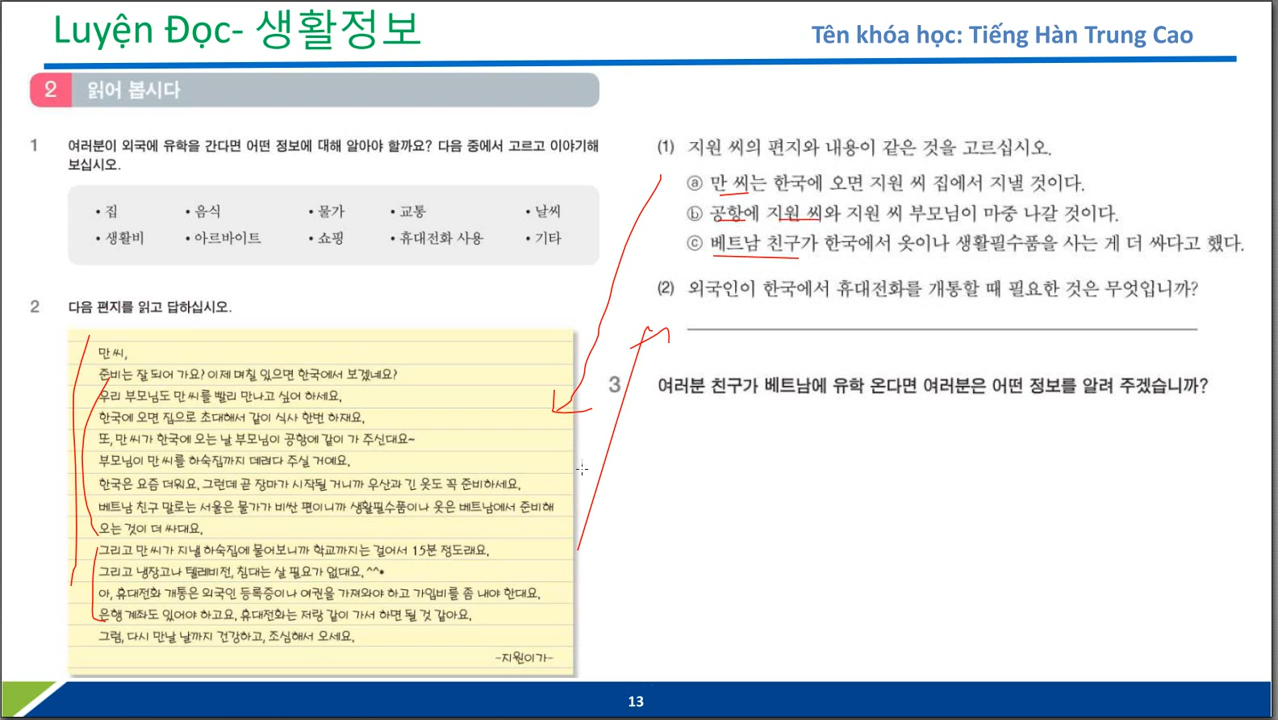 Luyện Đọc- 생활정보
Tên khóa học: Tiếng Hàn Trung Cao
2 읽어 봅시다
1 여러분이 외국에 유학을 간다면 어떤 정보에 대해 알아야 할까요? 다음 중에서 고르고 이야기해
보십시오.
• 집 • 음식 • 물가 • 교통 • 날씨
• 생활비 • 아르바이트 • 쇼핑 • 휴대전화 사용 • 기타
2 다음 편지를 읽고 답하십시오.
만 씨,
준비는 잘 되어 가요? 이제 며칠 있으면 한국에서 보겠네요?
우리 부모님도 만 씨를 빨리 만나고 싶어 하세요.
한국에 오면 집으로 초대해서 같이 식사 한번 하재요.
또, 만 씨가 한국에 오는 날 부모님이 공항에 같이 가 주신대요~
부모님이 만 씨를 하숙집까지 데려다 주실 거예요.
한국은 요즘 더워요. 그런데 곧 장마가 시작될 거니까 우산과 긴 옷도 꼭 준비하세요.
베트남 친구 말로는 서울은 물가가 비싼 편이니까 생활필수품이나 옷은 베트남에서 준비해
오는 것이 더 싸대요.
그리고 만 씨가 지낼 하숙집에 물어보니까 학교까지는 걸어서 15분 정도래요.
그리고 냉장고나 텔레비전, 침대는 살 필요가 없대요. ^^*
아, 휴대전화 개통은 외국인 등록증이나 여권을 가져와야 하고 가입비를 좀 내야 한대요.
은행 계좌도 있어야 하고요. 휴대전화는 저랑 같이 가서 하면 될 것 같아요.
그럼, 다시 만날 날까지 건강하고, 조심해서 오세요.
-지원이가-
(1) 지원 씨의 편지와 내용이 같은 것을 고르십시오.
ⓐ 만 씨는 한국에 오면 지원 씨 집에서 지낼 것이다.
ⓑ 공항에 지원 씨와 지원 씨 부모님이 마중 나갈 것이다.
ⓒ 베트남 친구가 한국에서 옷이나 생활필수품을 사는 게 더 싸다고 했다.
(2) 외국인이 한국에서 휴대전화를 개통할 때 필요한 것은 무엇입니까?
3 여러분 친구가 베트남에 유학 온다면 여러분은 어떤 정보를 알려 주겠습니까?
13